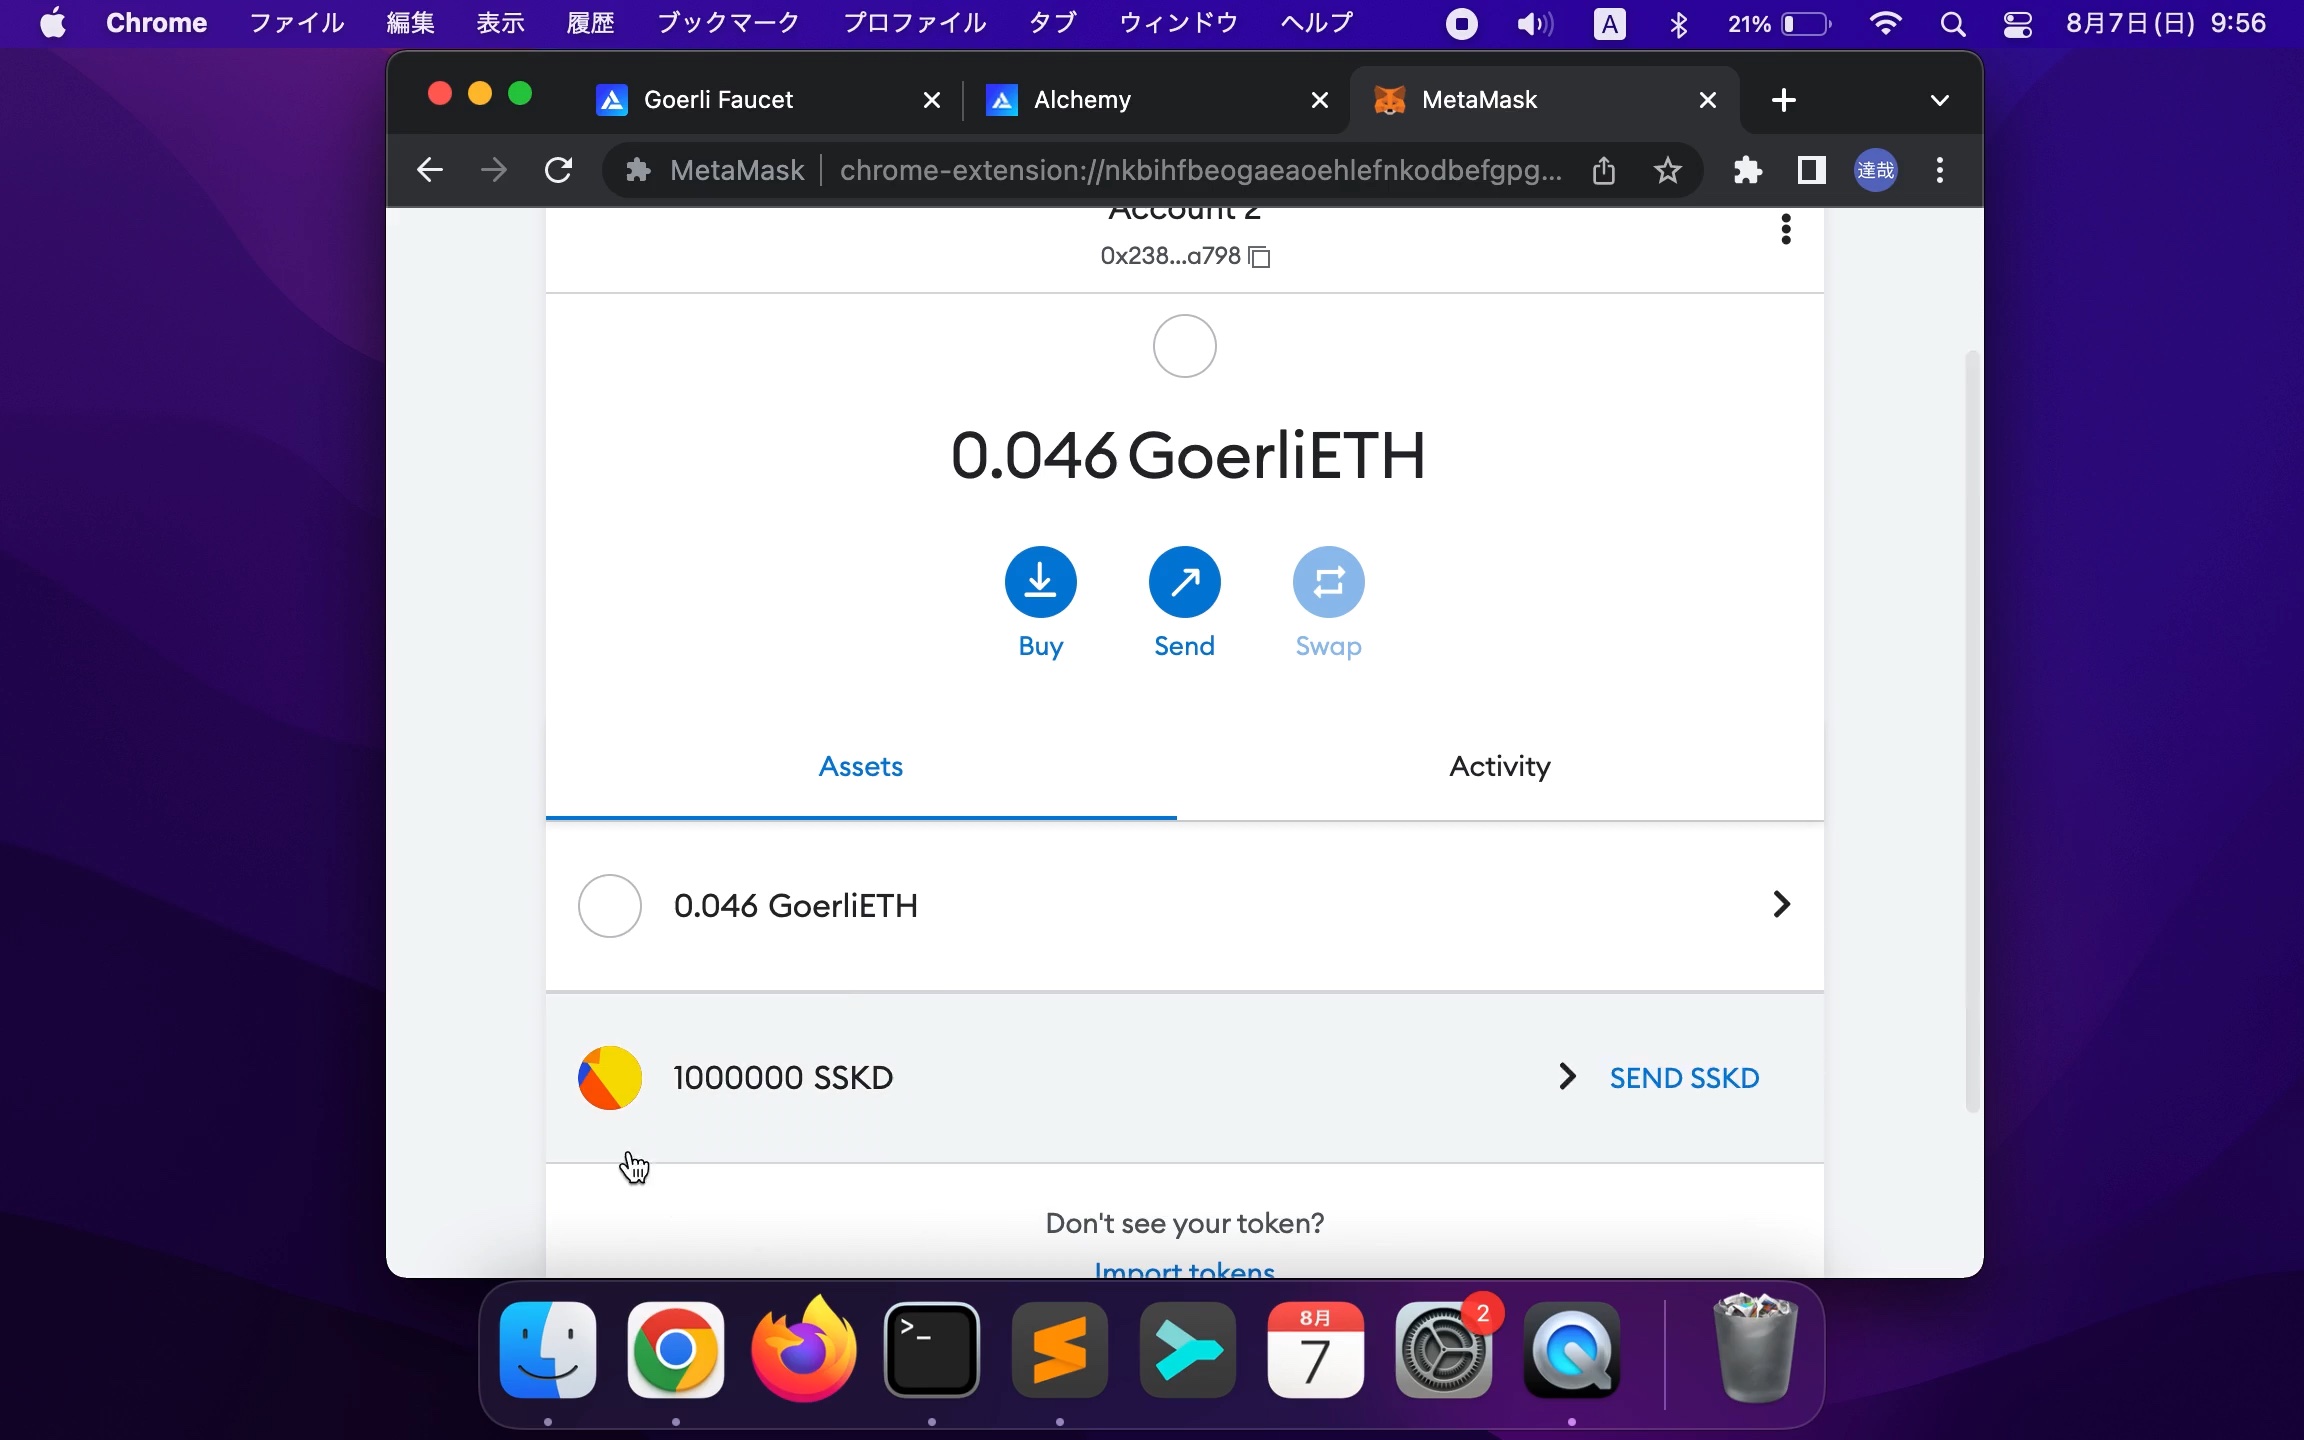 Chrome ファイル 編集 表示 履歴 ブックマーク プロファイル タブ ウィンドウ ヘルプ A 21% 8月7日(日) 9:56
Goerli Faucet Alchemy MetaMask
MetaMask chrome-extension://nkbihfbeogaeaoehlefnkodbefgpg... 達哉
Account 2
0x238...a798
0.046 GoerliETH
Buy Send Swap
Assets Activity
0.046 GoerliETH
1000000 SSKD SEND SSKD
Don't see your token?
Import tokens
>_ 8月 2
7